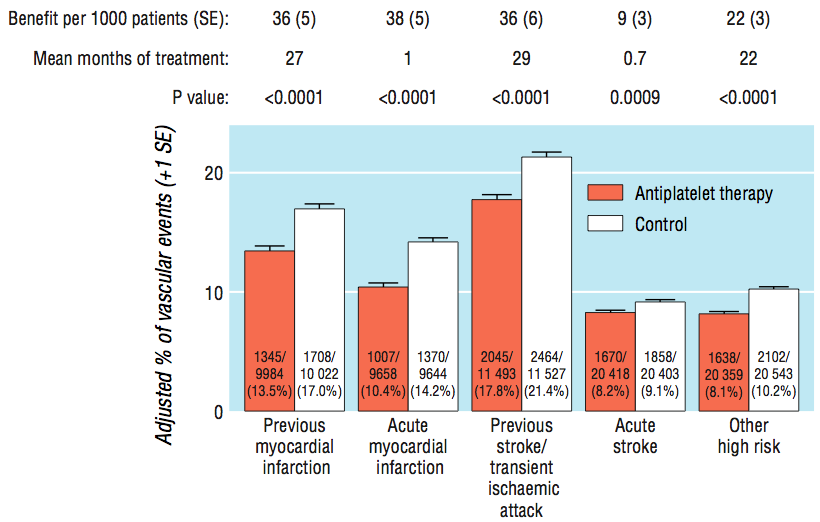 Benefit per 1000 patients (SE): 36 (5) 38 (5) 36 (6) 9 (3) 22 (3)
Mean months of treatment: 27 1 29 0.7 22
P value: <0.0001 <0.0001 <0.0001 0.0009 <0.0001
Adjusted % of vascular events (+1 SE)
20
10
0
Antiplatelet therapy
Control
1345/
9984
(13.5%)
1708/
10 022
(17.0%)
1007/
9658
(10.4%)
1370/
9644
(14.2%)
2045/
11 493
(17.8%)
2464/
11 527
(21.4%)
1670/
20 418
(8.2%)
1858/
20 403
(9.1%)
1638/
20 359
(8.1%)
2102/
20 543
(10.2%)
Previous
myocardial
infarction
Acute
myocardial
infarction
Previous
stroke/
transient
ischaemic
attack
Acute
stroke
Other
high risk